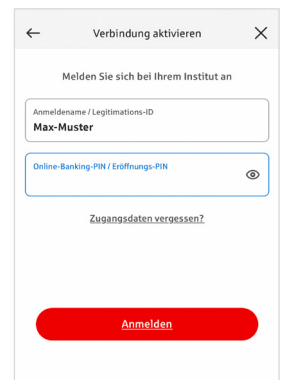 Verbindung aktivieren
Melden Sie sich bei Ihrem Institut an
Anmeldename / Legitimations-ID
Max-Muster
Online-Banking-PIN / Eröffnungs-PIN
Zugangsdaten vergessen?
Anmelden